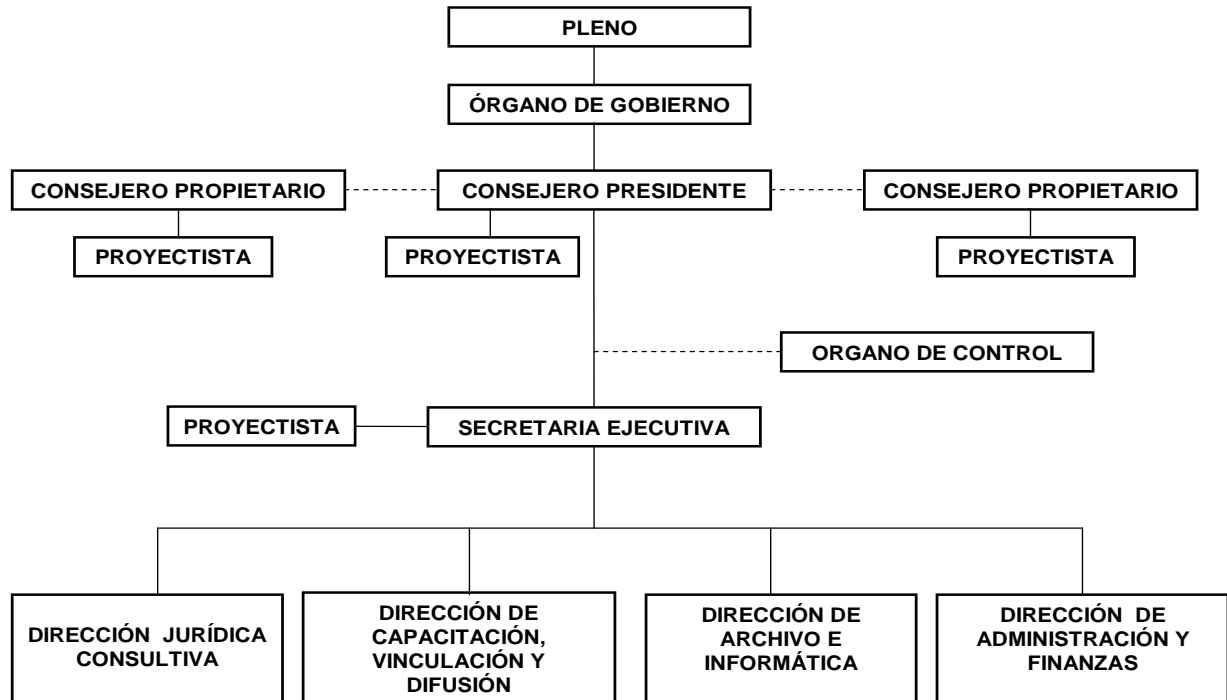 PLENO
ÓRGANO DE GOBIERNO
CONSEJERO PROPIETARIO
CONSEJERO PRESIDENTE
CONSEJERO PROPIETARIO
PROYECTISTA
PROYECTISTA
PROYECTISTA
ORGANO DE CONTROL
PROYECTISTA
SECRETARIA EJECUTIVA
DIRECCIÓN JURÍDICA
CONSULTIVA
DIRECCIÓN DE
CAPACITACIÓN,
VINCULACIÓN Y
DIFUSIÓN
DIRECCIÓN DE
ARCHIVO E
INFORMÁTICA
DIRECCIÓN DE
ADMINISTRACIÓN Y
FINANZAS